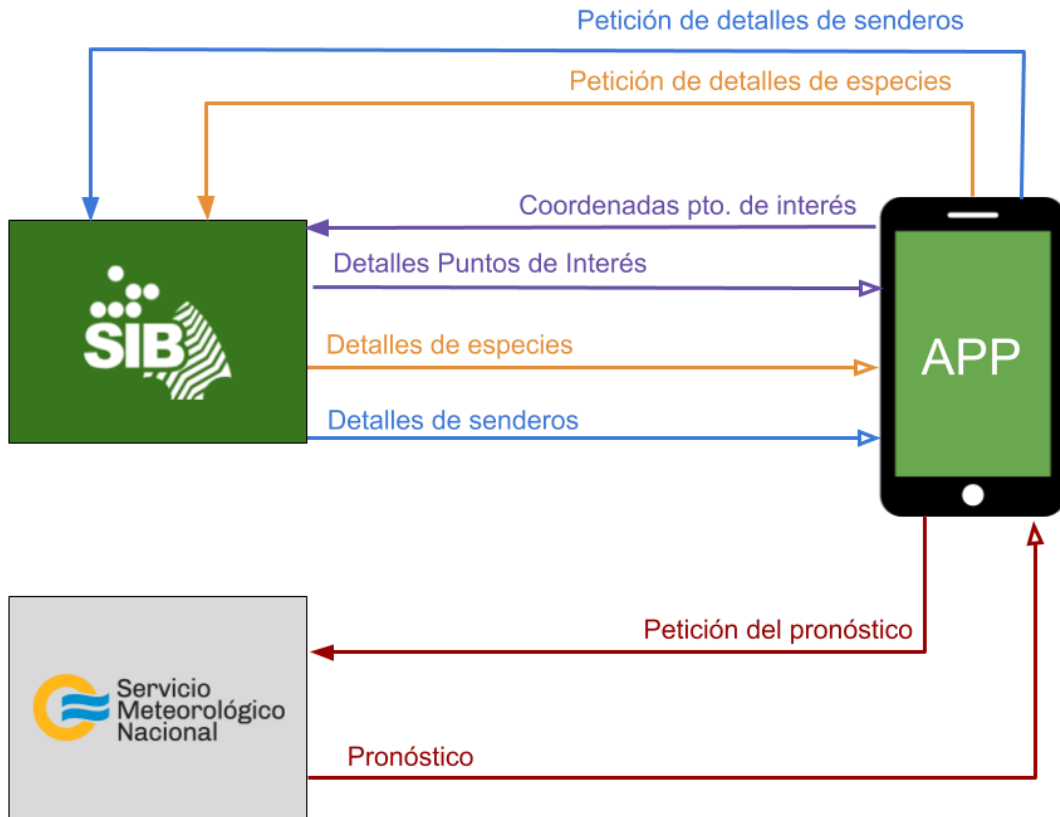 Petición de detalles de senderos
Petición de detalles de especies
Coordenadas pto. de interés
Detalles Puntos de Interés
SIB
Detalles de especies
APP
Detalles de senderos
Petición del pronóstico
Servicio
Meteorológico
Nacional
Pronóstico